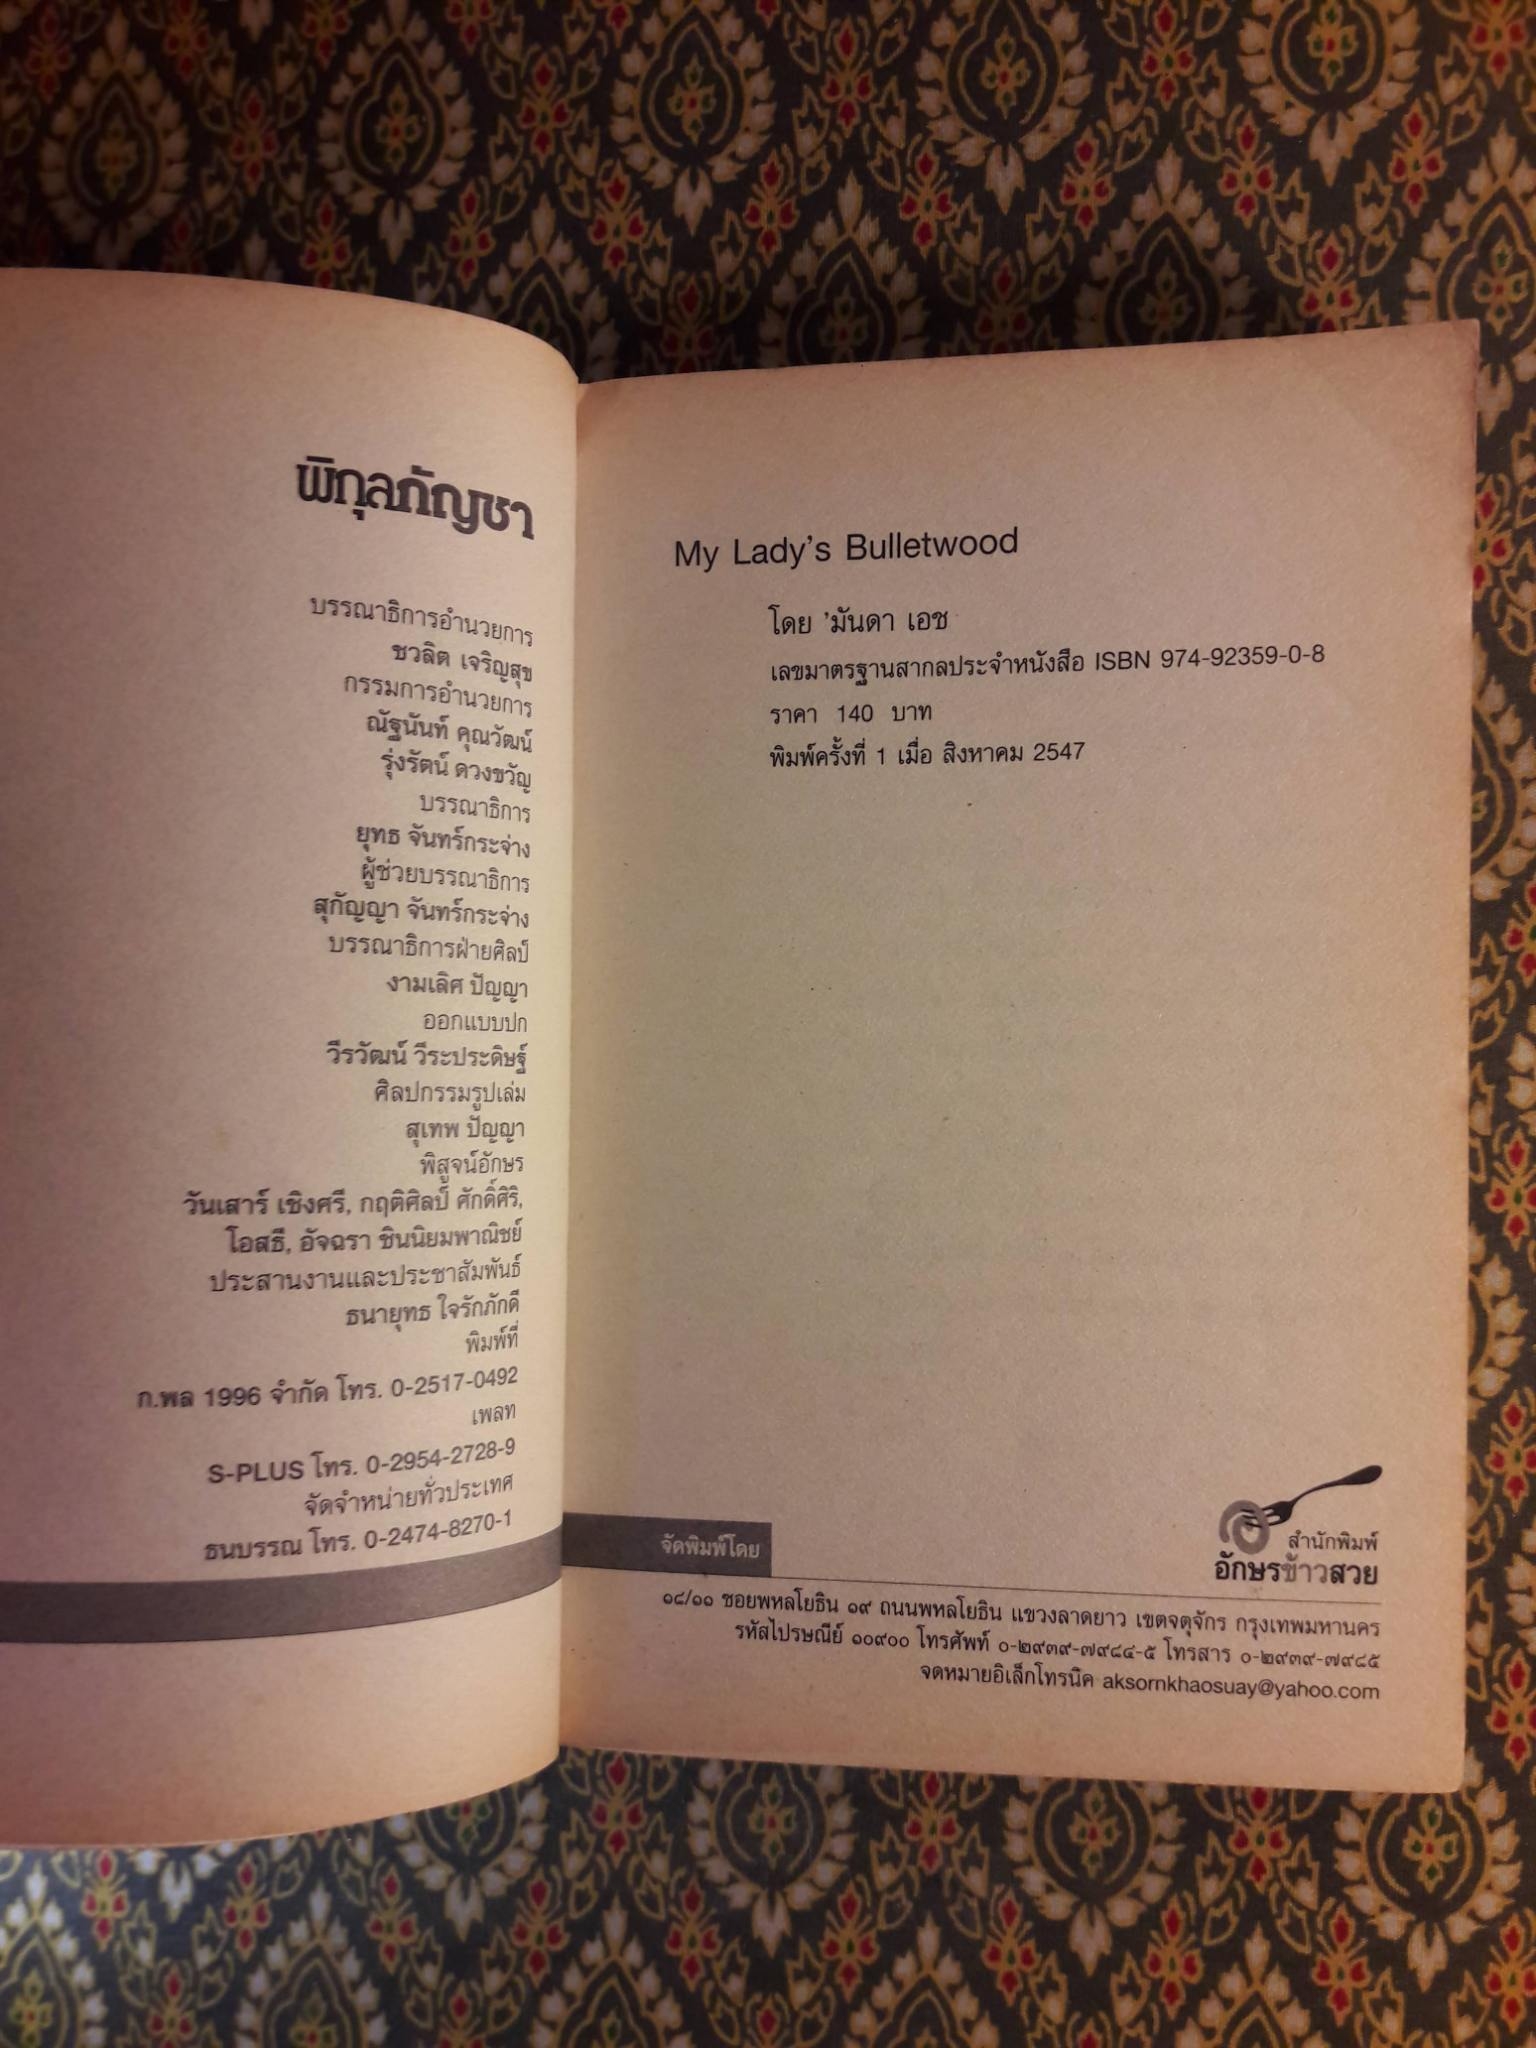 พิกุลกัญชา
บรรณาธิการอำนวยการ
ชวลิต เจริญสุข
กรรมการอำนวยการ
ณัฐนันท์ คุณวัฒน์
รุ่งรัตน์ ดวงขวัญ
บรรณาธิการ
ยุทธ จันทร์กระจ่าง
ผู้ช่วยบรรณาธิการ
สุกัญญา จันทร์กระจ่าง
บรรณาธิการฝ่ายศิลป์
งามเลิศ ปัญญา
ออกแบบปก
วีรวัฒน์ วีระประดิษฐ์
ศิลปกรรมรูปเล่ม
สุเทพ ปัญญา
พิสูจน์อักษร
วันเสาร์ เชิงศรี, กฤติศิลป์ ศักดิ์ศิริ,
โอสธี, อัจฉรา ชินนิยมพาณิชย์
ประสานงานและประชาสัมพันธ์
ธนายุทธ ใจรักภักดี
พิมพ์ที่
ก.พล 1996 จำกัด โทร. 0-2517-0492
เพลท
S-PLUS โทร. 0-2954-2728-9
จัดจำหน่ายทั่วประเทศ
ธนบรรณ โทร. 0-2474-8270-1
My Lady's Bulletwood
โดย 'มันดา เอช
เลขมาตรฐานสากลประจำหนังสือ ISBN 974-92359-0-8
ราคา 140 บาท
พิมพ์ครั้งที่ 1 เมื่อ สิงหาคม 2547
จัดพิมพ์โดย
สำนักพิมพ์
อักษรข้าวสวย
๑๘/๑๑ ซอยพหลโยธิน ๑๙ ถนนพหลโยธิน แขวงลาดยาว เขตจตุจักร กรุงเทพมหานคร
รหัสไปรษณีย์ ๑๐๙๐๐ โทรศัพท์ ๐-๒๙๓๙-๗๙๘๔-๕ โทรสาร ๐-๒๙๓๙-๗๙๘๕
จดหมายอิเล็กโทรนิค aksornkhaosuay@yahoo.com